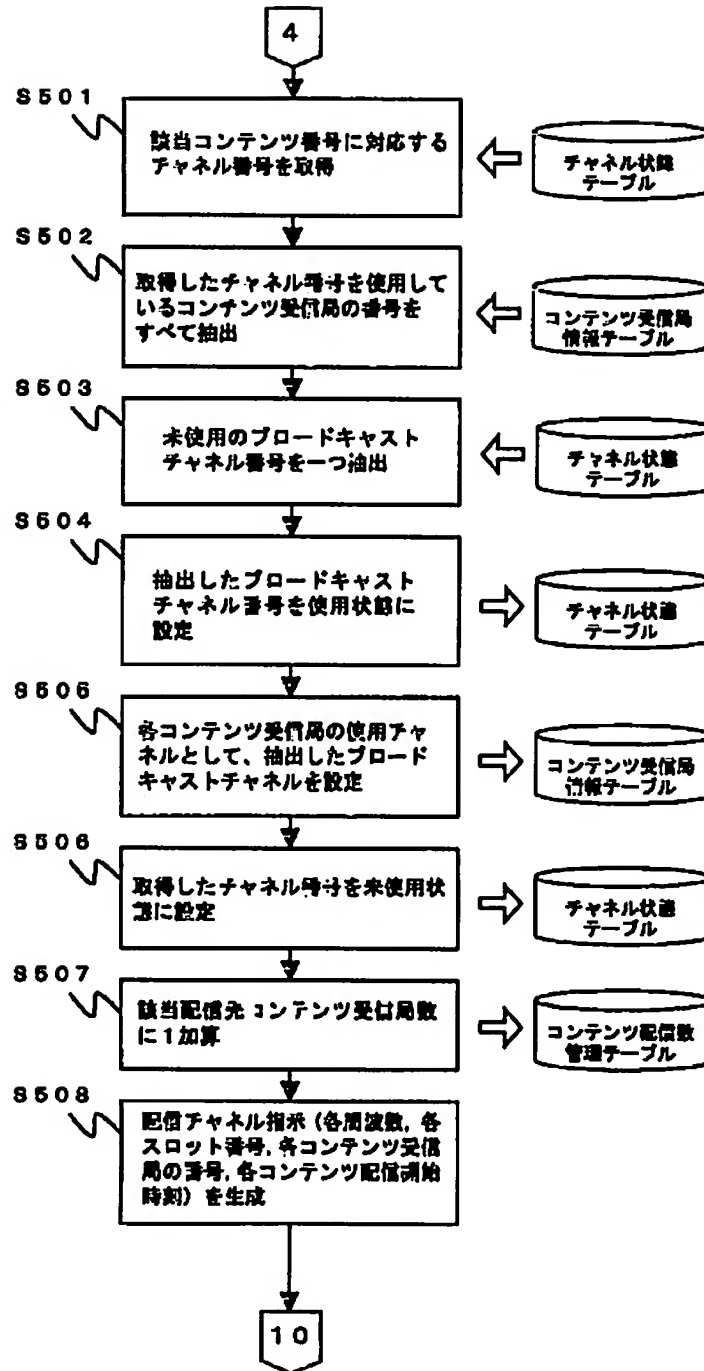 4
S501
該当コンテンツ番号に対応する
チャネル番号を取得
チャネル状態
テーブル
S502
取得したチャネル番号を使用して
いるコンテンツ受信局の番号を
すべて抽出
コンテンツ受信局
情報テーブル
S503
未使用のブロードキャスト
チャネル番号を一つ抽出
チャネル状態
テーブル
S504
抽出したブロードキャスト
チャネル番号を使用状態に
設定
チャネル状態
テーブル
S505
各コンテンツ受信局の使用チャ
ネルとして、抽出したブロード
キャストチャネルを設定
コンテンツ受信局
情報テーブル
S506
取得したチャネル番号を未使用状
態に設定
チャネル状態
テーブル
S507
該当配信先コンテンツ受信局数
に1加算
コンテンツ配信数
管理テーブル
S508
配信チャネル指示(各周波数,各
スロット番号,各コンテンツ受信
局の番号,各コンテンツ配信開始
時刻)を生成
10